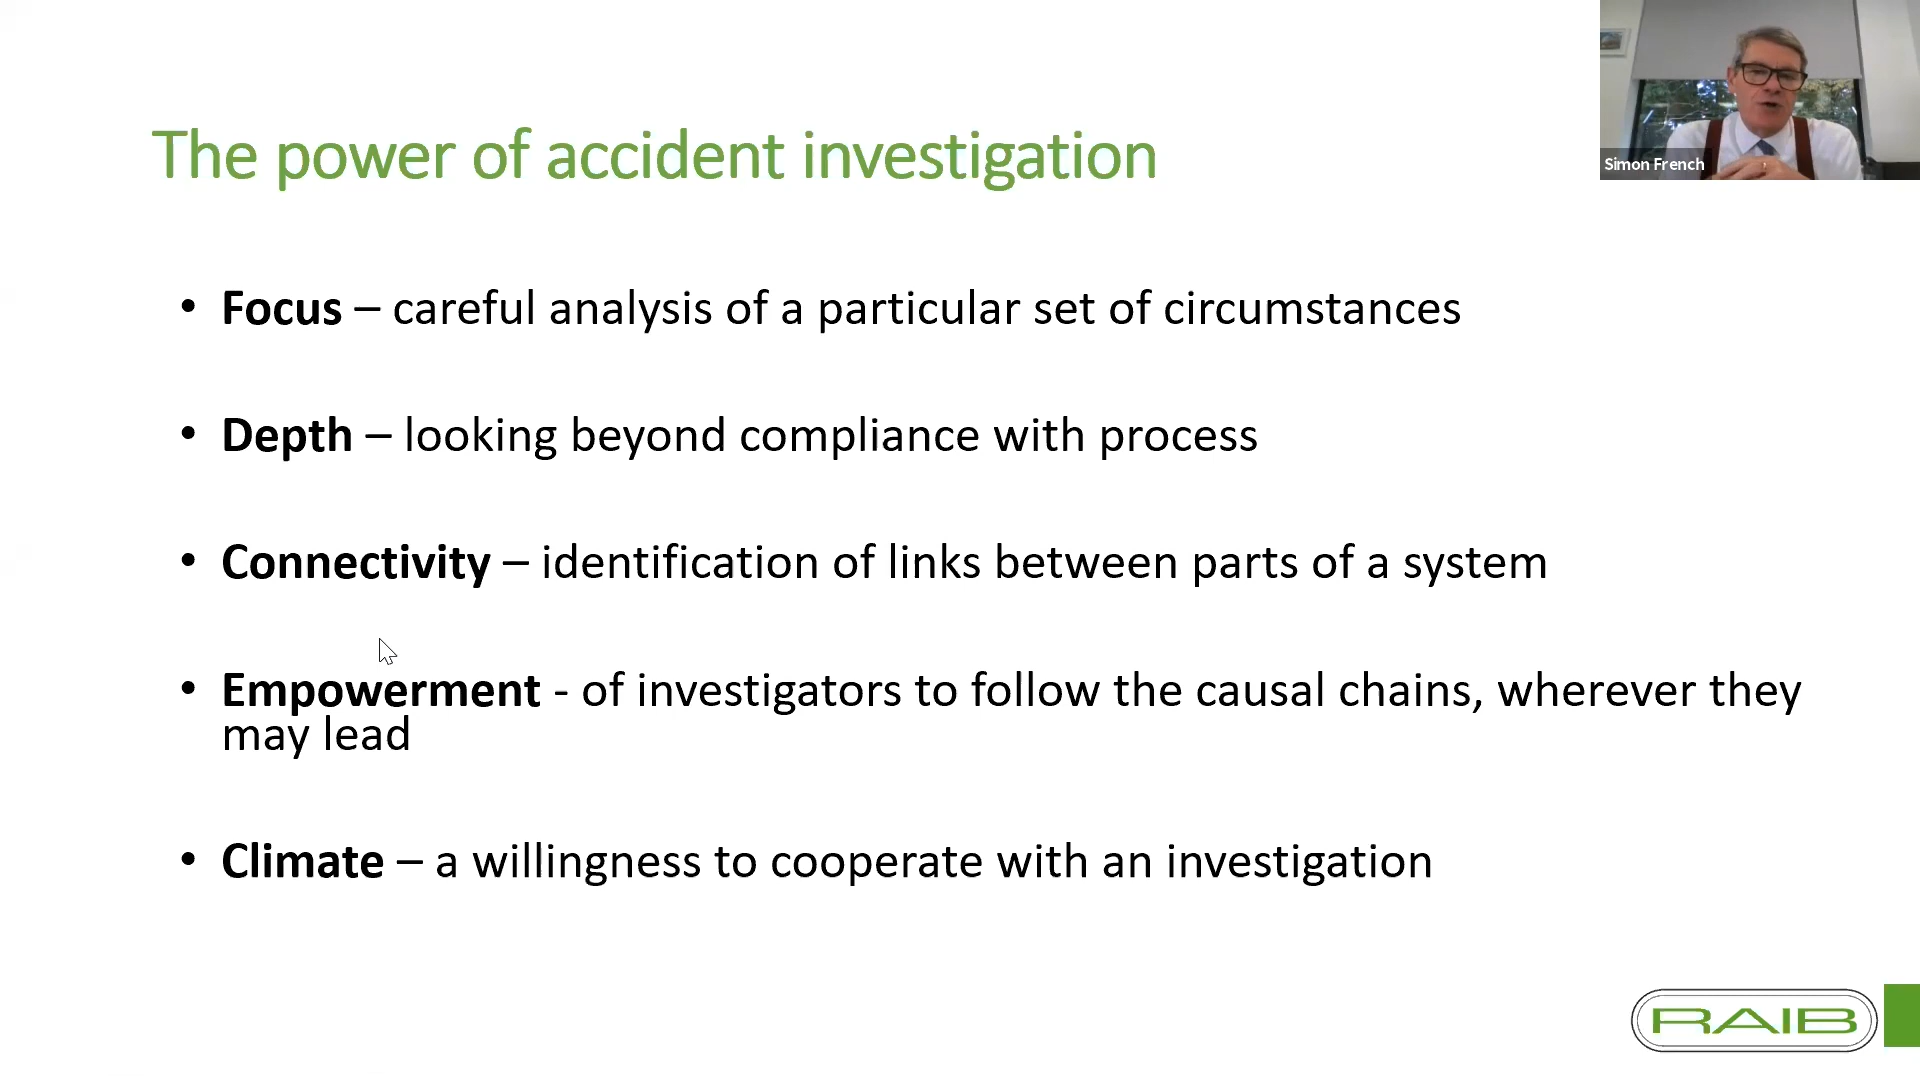 The power of accident investigation
Simon French
• Focus – careful analysis of a particular set of circumstances
• Depth – looking beyond compliance with process
• Connectivity – identification of links between parts of a system
• Empowerment - of investigators to follow the causal chains, wherever they
may lead
• Climate – a willingness to cooperate with an investigation
RAIB